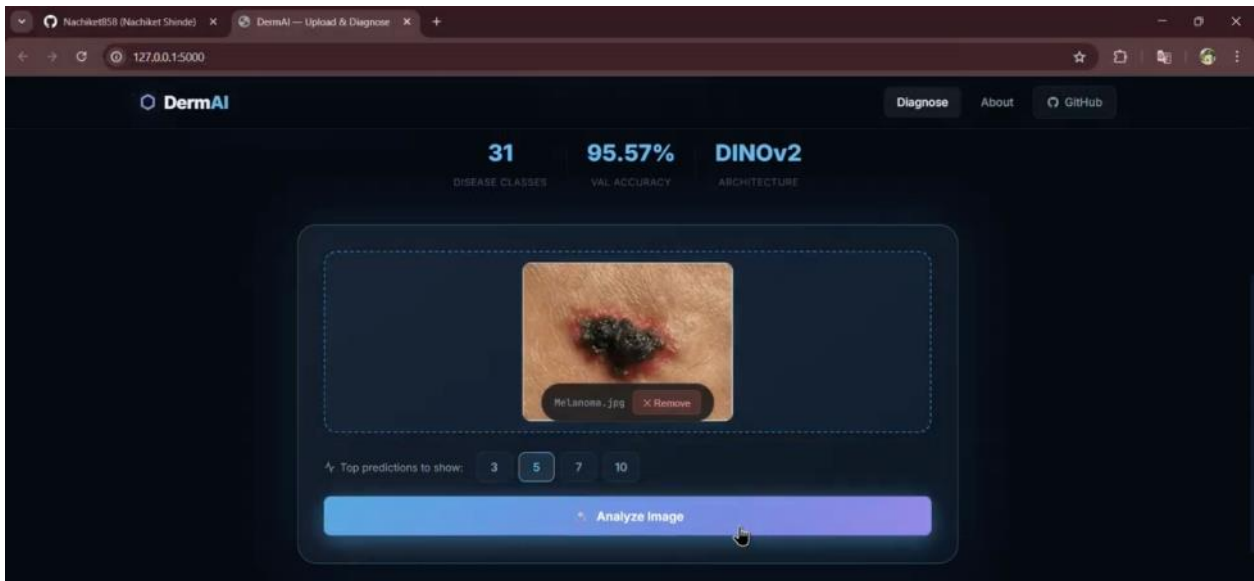 Nachiket858 (Nachiket Shinde)
DermAI — Upload & Diagnose
127.0.0.1:5000
DermAI
Diagnose
About
GitHub
31
95.57%
DINOv2
DISEASE CLASSES
VAL ACCURACY
ARCHITECTURE
Melanoma.jpg
Remove
Top predictions to show:
3
5
7
10
Analyze Image